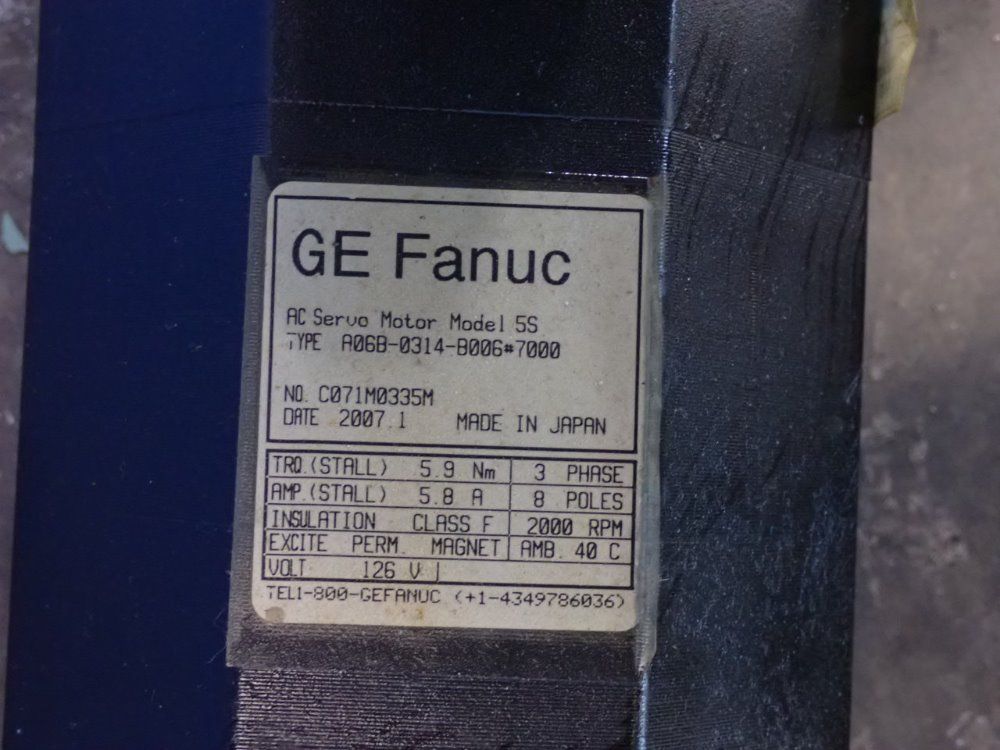 GE Fanuc
AC Servo Motor Model 5S
TYPE A06B-0314-B006#7000
NO. C071M0335M
DATE 2007.1 MADE IN JAPAN
TRQ.(STALL) 5.9 Nm 3 PHASE
AMP.(STALL) 5.8 A 8 POLES
INSULATION CLASS F 2000 RPM
EXCITE PERM. MAGNET AMB. 40 C
VOLT 126 V
TEL1-800-GEFANUC (+1-4349786036)